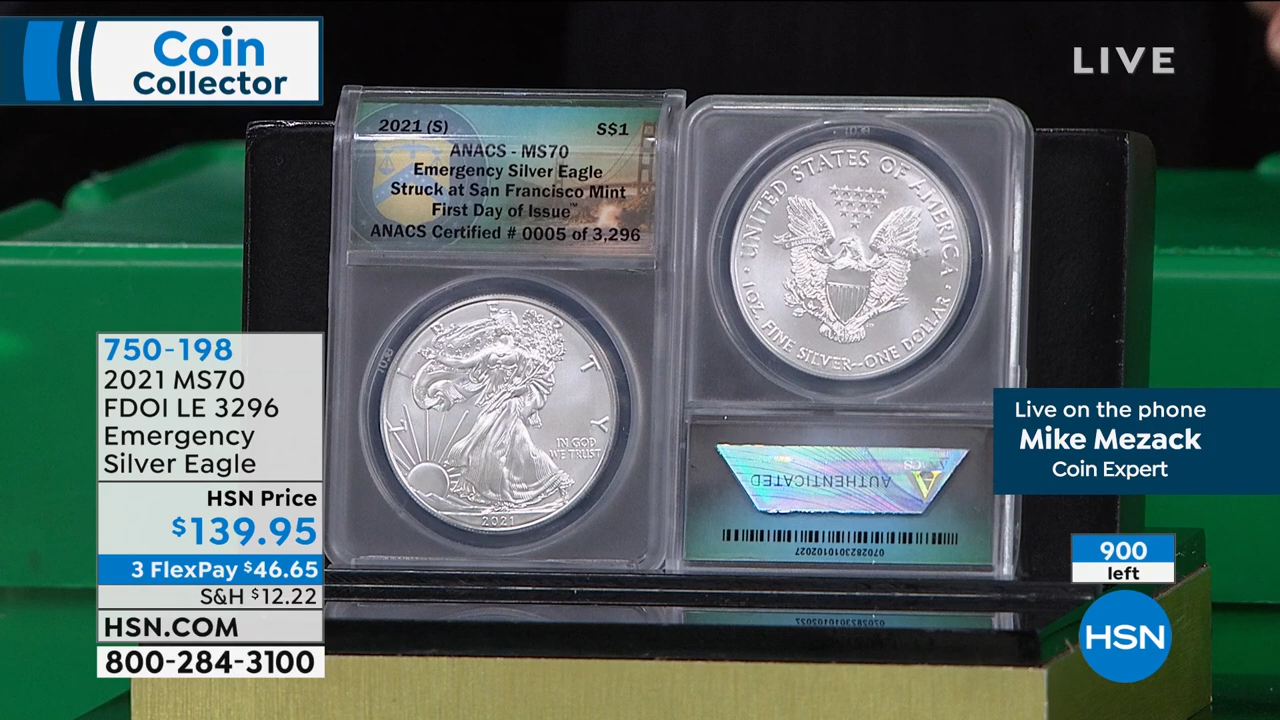 Coin
Collector
LIVE
2021 (S) S$1
ANACS - MS70
Emergency Silver Eagle
Struck at San Francisco Mint
First Day of Issue™
ANACS Certified # 0005 of 3,296
LIBERTY
IN GOD
WE TRUST
2021
UNITED STATES OF AMERICA
1 OZ. FINE SILVER~ONE DOLLAR
AUTHENTICATED
0702823010102027
750-198
2021 MS70
FDOI LE 3296
Emergency
Silver Eagle
HSN Price
$139.95
3 FlexPay $46.65
S&H $12.22
HSN.COM
800-284-3100
Live on the phone
Mike Mezack
Coin Expert
900
left
HSN